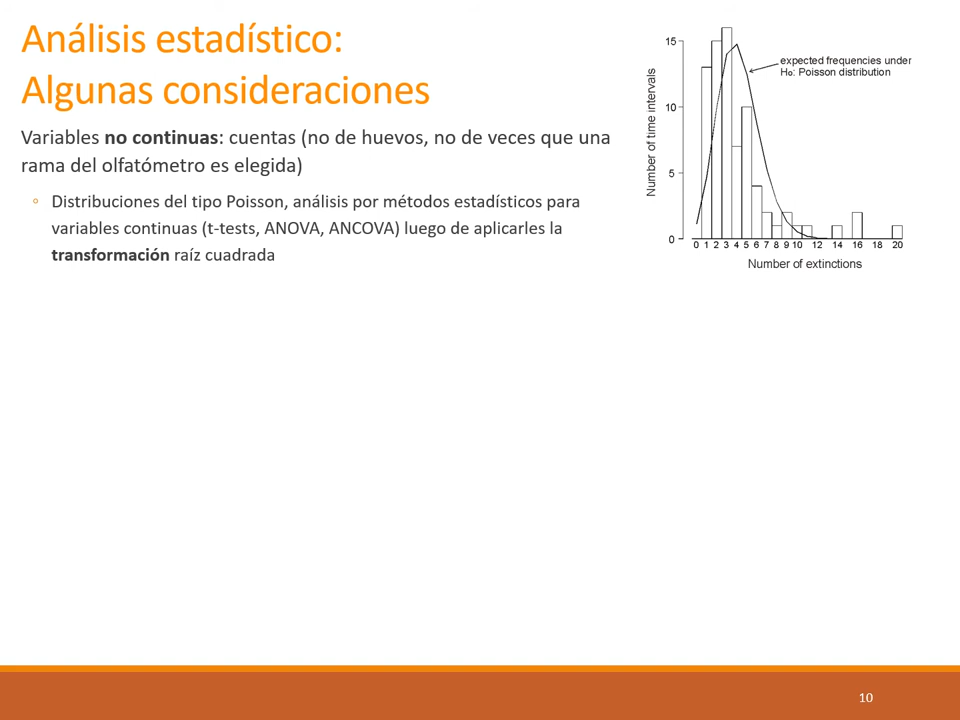 Análisis estadístico:
Algunas consideraciones
Variables no continuas: cuentas (no de huevos, no de veces que una
rama del olfatómetro es elegida)
◦ Distribuciones del tipo Poisson, análisis por métodos estadísticos para
variables continuas (t-tests, ANOVA, ANCOVA) luego de aplicarles la
transformación raíz cuadrada
Number of time intervals
15
10
5
0
expected frequencies under
Ho: Poisson distribution
0 1 2 3 4 5 6 7 8 9 10 12 14 16 18 20
Number of extinctions
10